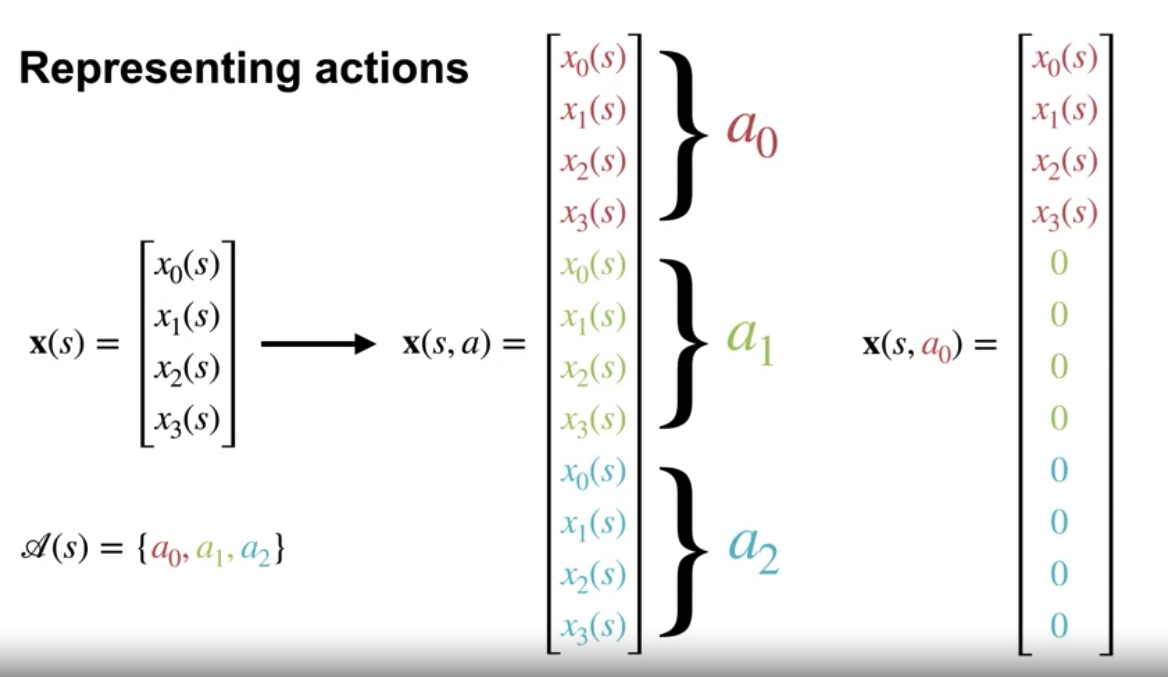 Representing actions
x(s) =
x₀(s)
x₁(s)
x₂(s)
x₃(s)
𝒜(s) = {a₀, a₁, a₂}
x(s, a) =
x₀(s)
x₁(s)
x₂(s)
x₃(s)
x₀(s)
x₁(s)
x₂(s)
x₃(s)
x₀(s)
x₁(s)
x₂(s)
x₃(s)
a₀
a₁
a₂
x(s, a₀) =
x₀(s)
x₁(s)
x₂(s)
x₃(s)
0
0
0
0
0
0
0
0